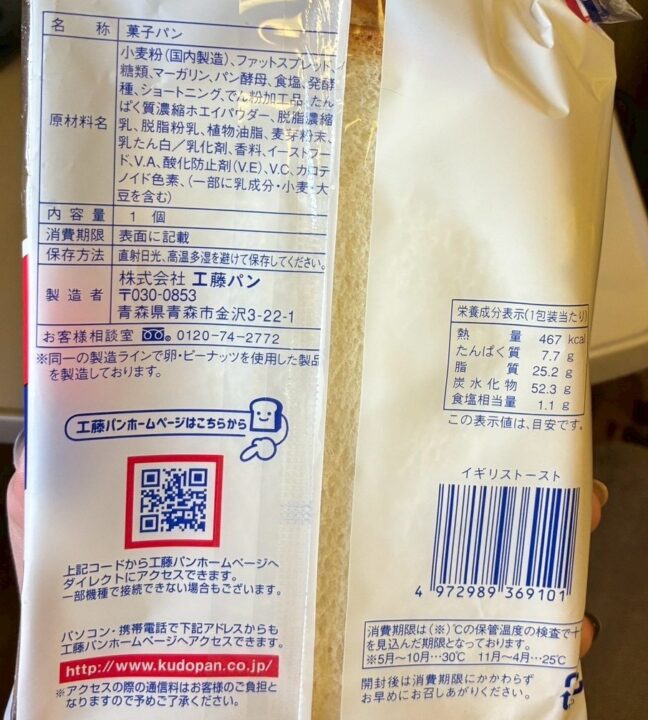 名称 菓子パン
原材料名
小麦粉(国内製造)、ファットスプレッド、
糖類、マーガリン、パン酵母、食塩、発酵
種、ショートニング、でん粉加工品、たん
ぱく質濃縮ホエイパウダー、脱脂濃縮
乳、脱脂粉乳、植物油脂、麦芽粉末、
乳たん白/乳化剤、香料、イーストフー
ド、V.A、酸化防止剤(V.E)、V.C、カロテ
ノイド色素、(一部に乳成分・小麦・大
豆を含む)
内容量 1個
消費期限 表面に記載
保存方法 直射日光、高温多湿を避けて保存してください。
製造者
株式会社 工藤パン
〒030-0853
青森県青森市金沢3-22-1
お客様相談室 0120-74-2772
※同一の製造ラインで卵・ピーナッツを使用した製品
を製造しております。
工藤パンホームページはこちらから
上記コードから工藤パンホームページへ
ダイレクトにアクセスできます。
一部機種で接続できない場合もございます。
パソコン・携帯電話で下記アドレスからも
工藤パンホームページへアクセスできます。
http://www.kudopan.co.jp/
※アクセスの際の通信料はお客様のご負担と
なりますので予めご了承ください。
栄養成分表示(1包装当たり)
熱量 467 kcal
たんぱく質 7.7 g
脂質 25.2 g
炭水化物 52.3 g
食塩相当量 1.1 g
この表示値は、目安です。
イギリストースト
4 972989 369101
消費期限は(※)℃の保管温度の検査で十
を見込んだ期限となっております。
※5月〜10月…30℃ 11月〜4月…25℃
開封後は消費期限にかかわらず
お早めにお召しあがりください。